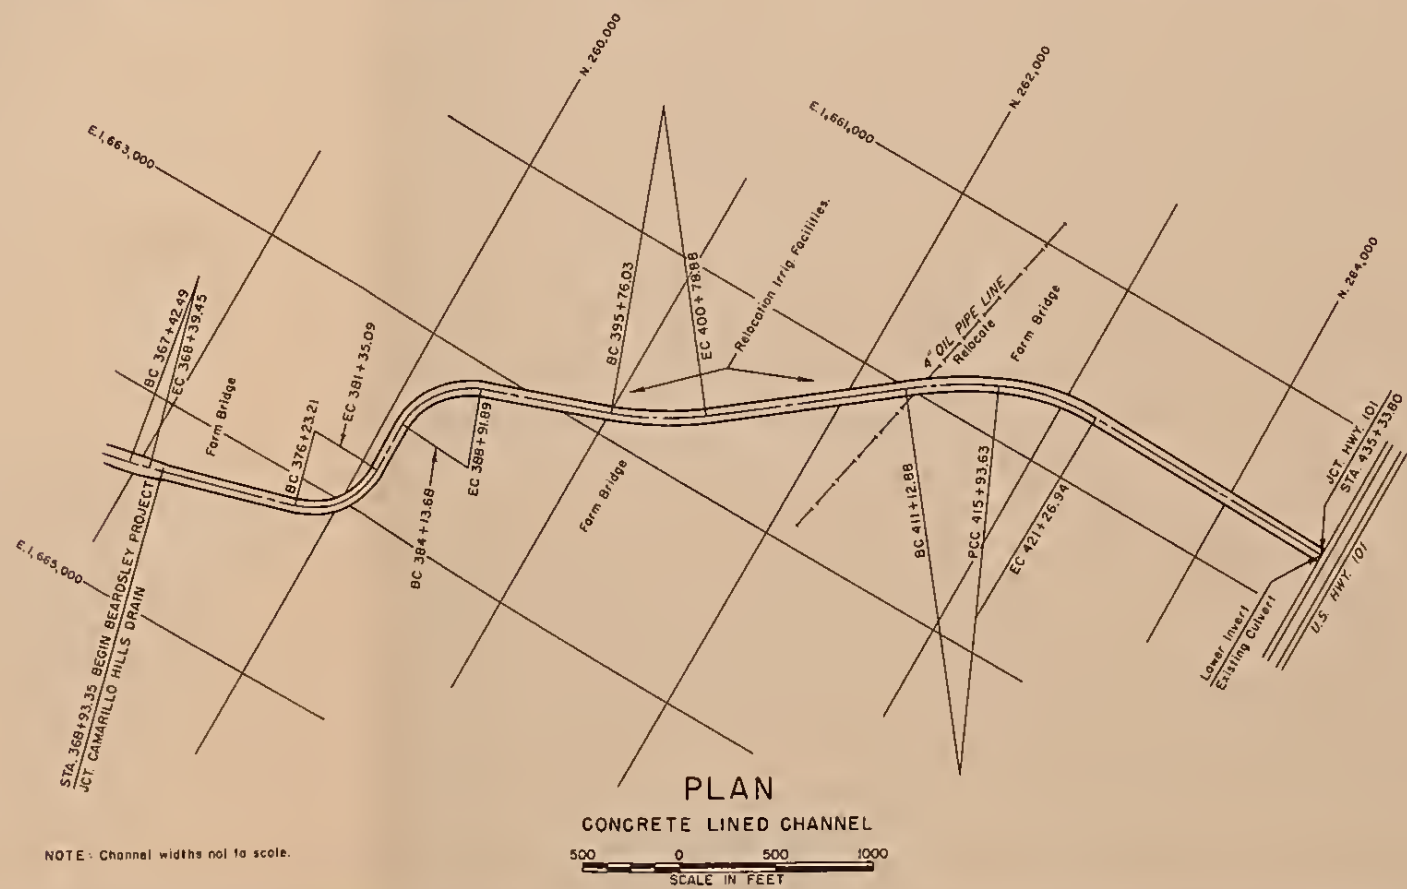 N. 260,000
N. 262,000
E. 1,661,000
E. 1,663,000
N. 264,000
BC 367+42.49
EC 368+39.45
Farm Bridge
BC 376+23.21
EC 381+35.09
BC 384+13.68
EC 388+91.89
BC 395+76.03
EC 400+78.88
Farm Bridge
Relocation Irrig. Facilities.
4" OIL PIPE LINE
Relocate
Farm Bridge
BC 411+12.88
PCC 415+93.63
EC 421+26.94
JCT. HWY. 101
STA. 435+33.80
U.S. HWY. 101
Lower Invert
Existing Culvert
E. 1,665,000
STA. 368+93.35 BEGIN BEARDSLEY PROJECT
JCT. CAMARILLO HILLS DRAIN
PLAN
CONCRETE LINED CHANNEL
500 0 500 1000
SCALE IN FEET
NOTE: Channel widths not to scale.